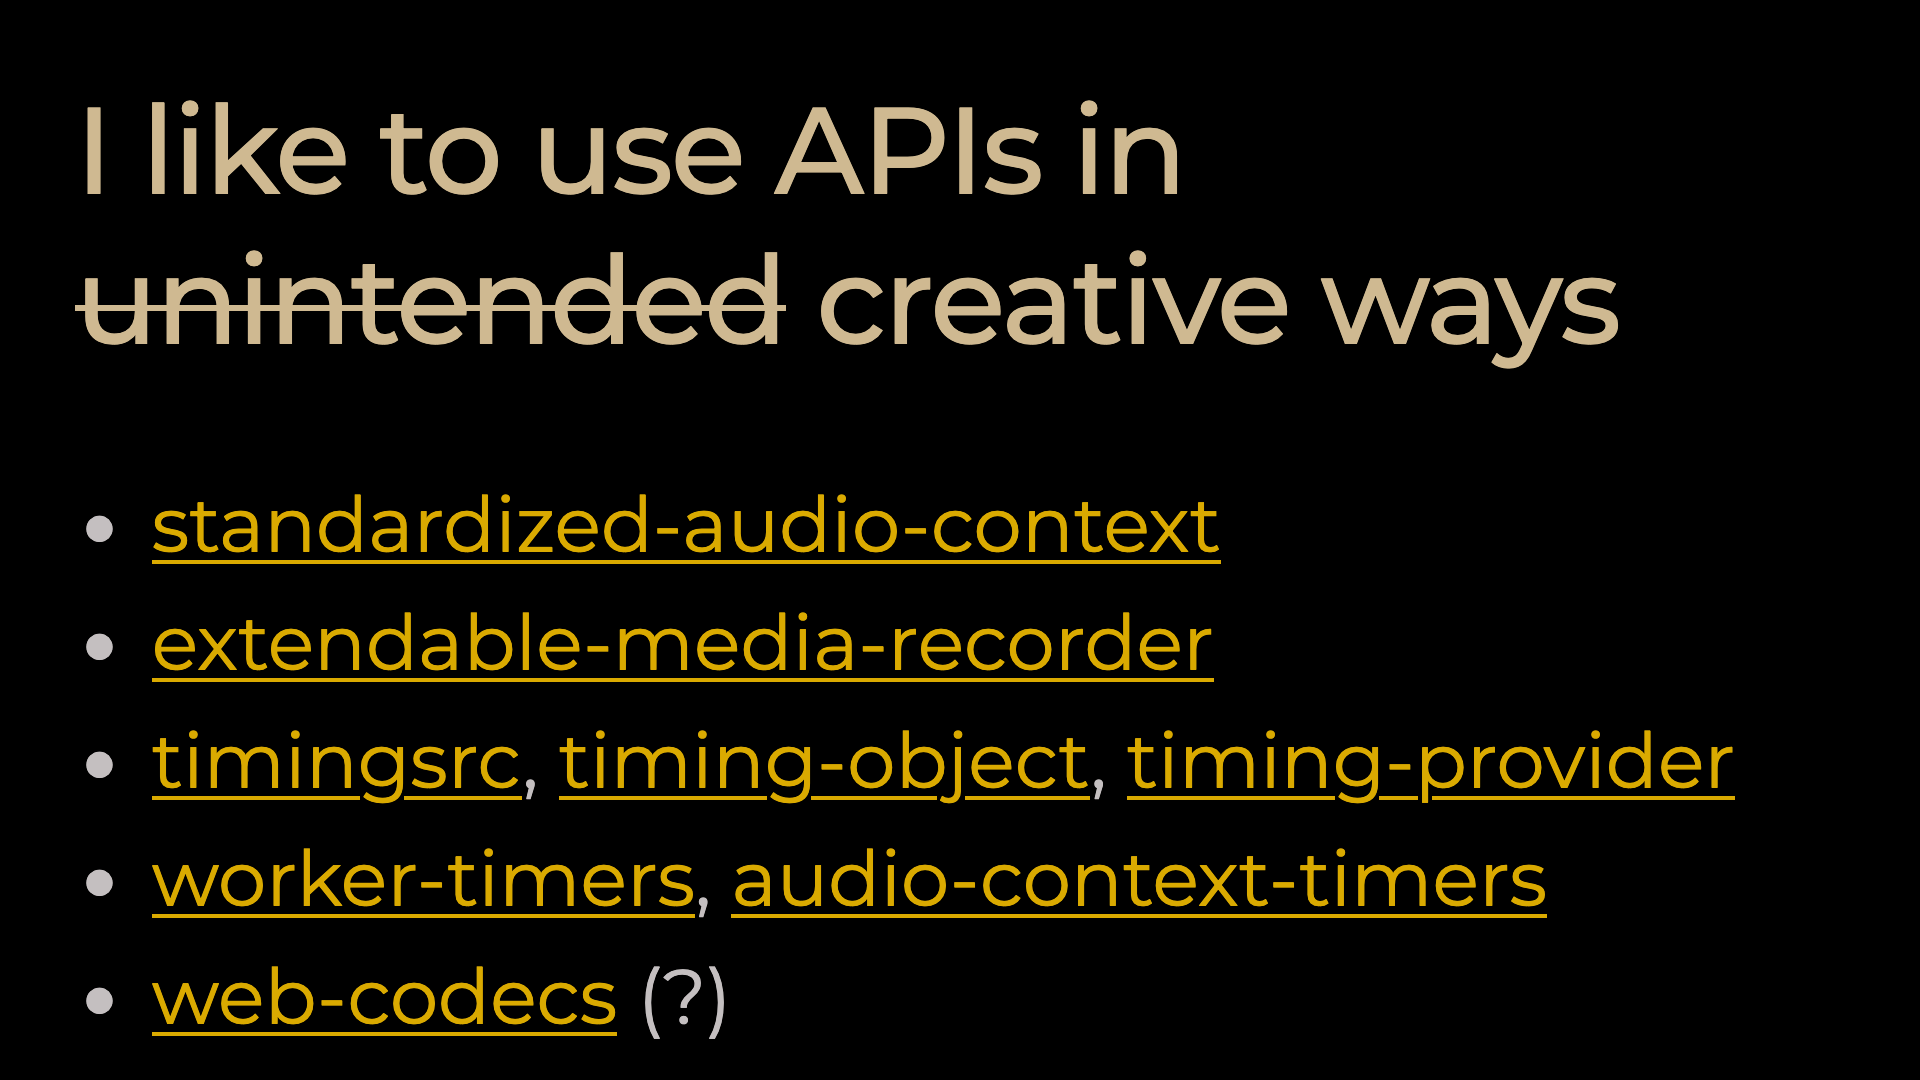 I like to use APIs in
unintended creative ways
• standardized-audio-context
• extendable-media-recorder
• timingsrc, timing-object, timing-provider
• worker-timers, audio-context-timers
• web-codecs (?)